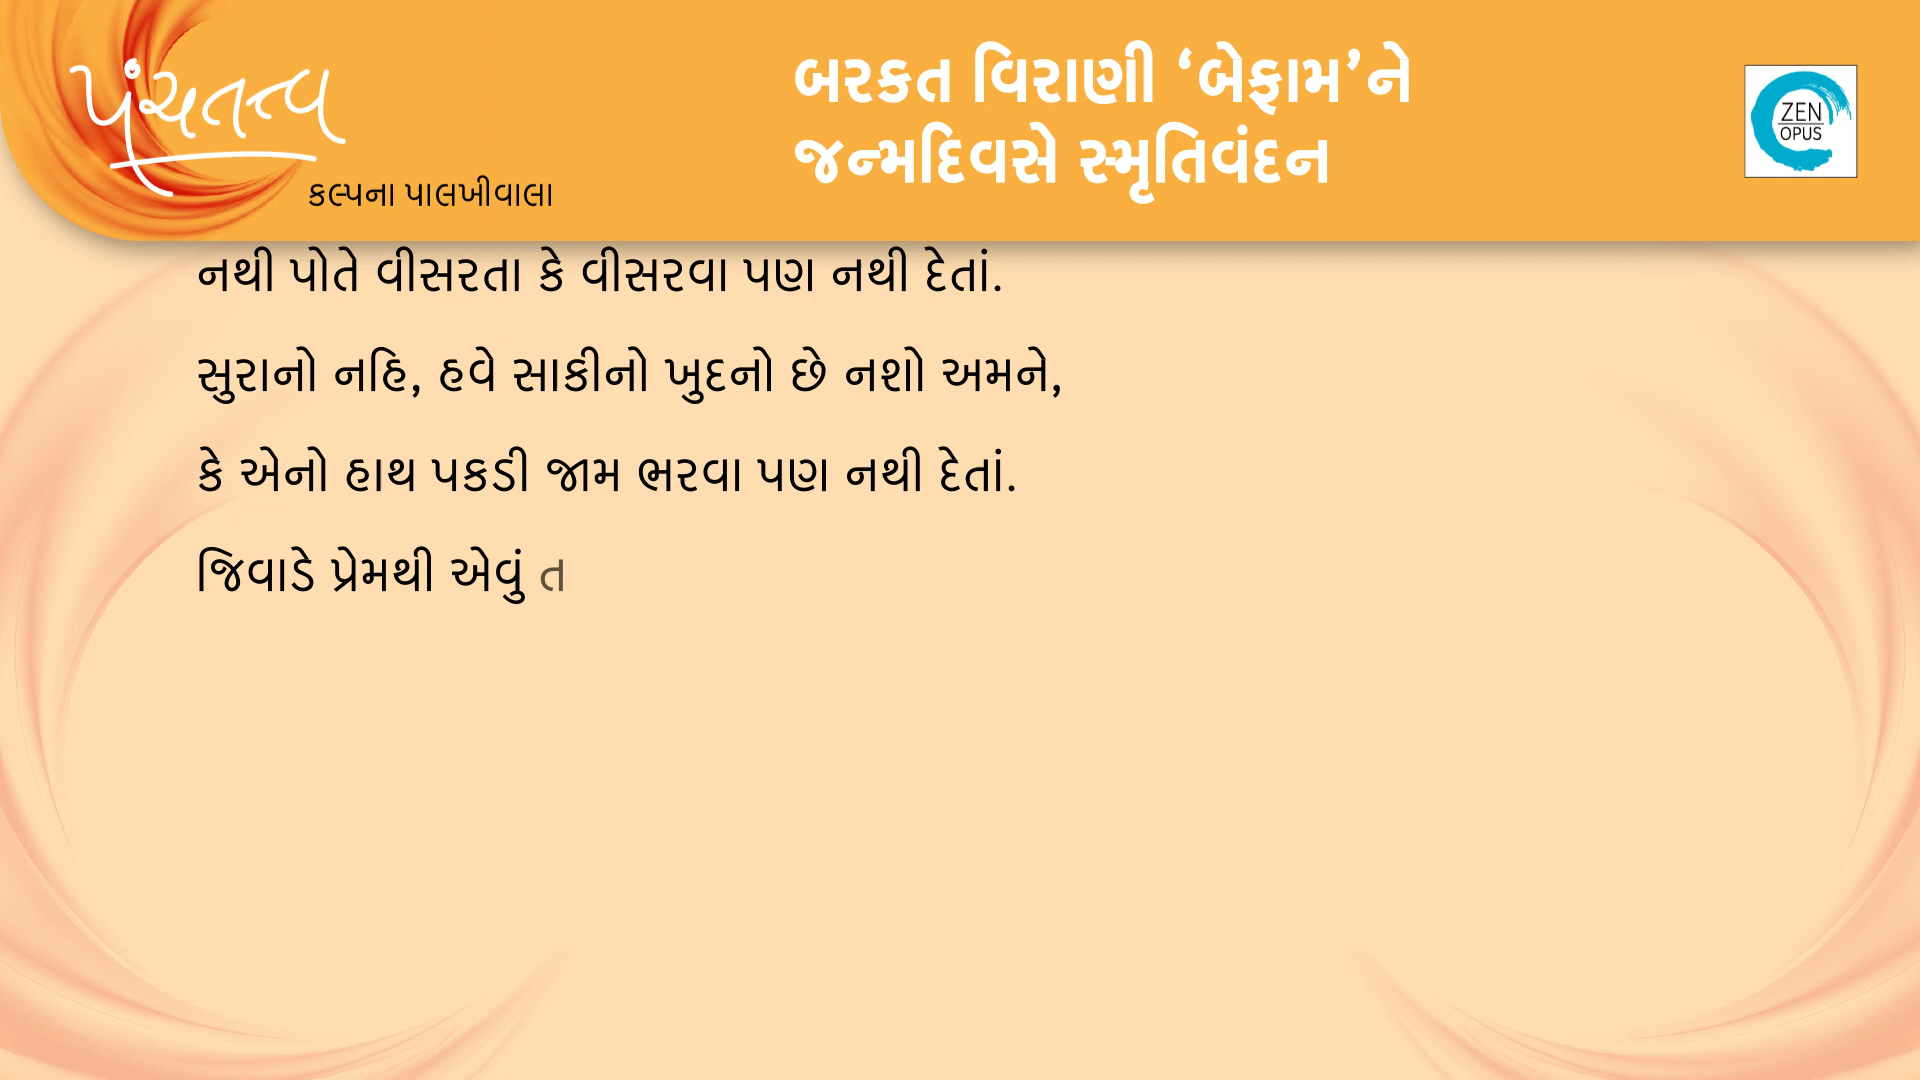 પંચતત્ત્વ
કલ્પના પાલખીવાલા
બરકત વિરાણી ‘બેફામ’ને
જન્મદિવસે સ્મૃતિવંદન
ZEN
OPUS
નથી પોતે વીસરતા કે વીસરવા પણ નથી દેતાં.
સુરાનો નહિ, હવે સાકીનો ખુદનો છે નશો અમને,
કે એનો હાથ પકડી જામ ભરવા પણ નથી દેતાં.
જિવાડે પ્રેમથી એવું ત